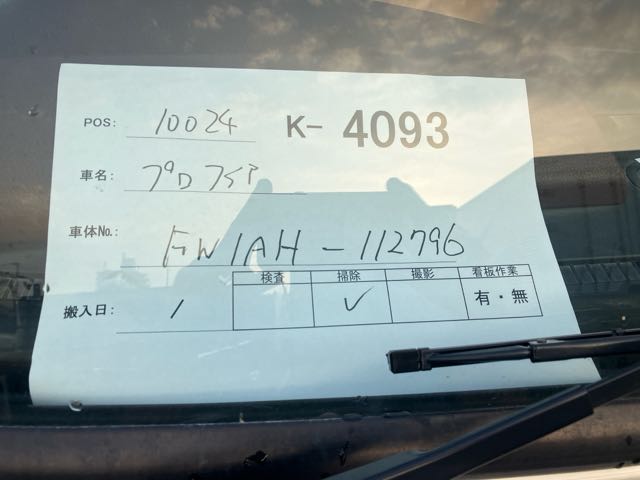 POS: 10024 K- 4093
車名: プロフィア
車体No.: FW1AH-112796
検査 掃除 撮影 看板作業
搬入日: / ✓ 有・無